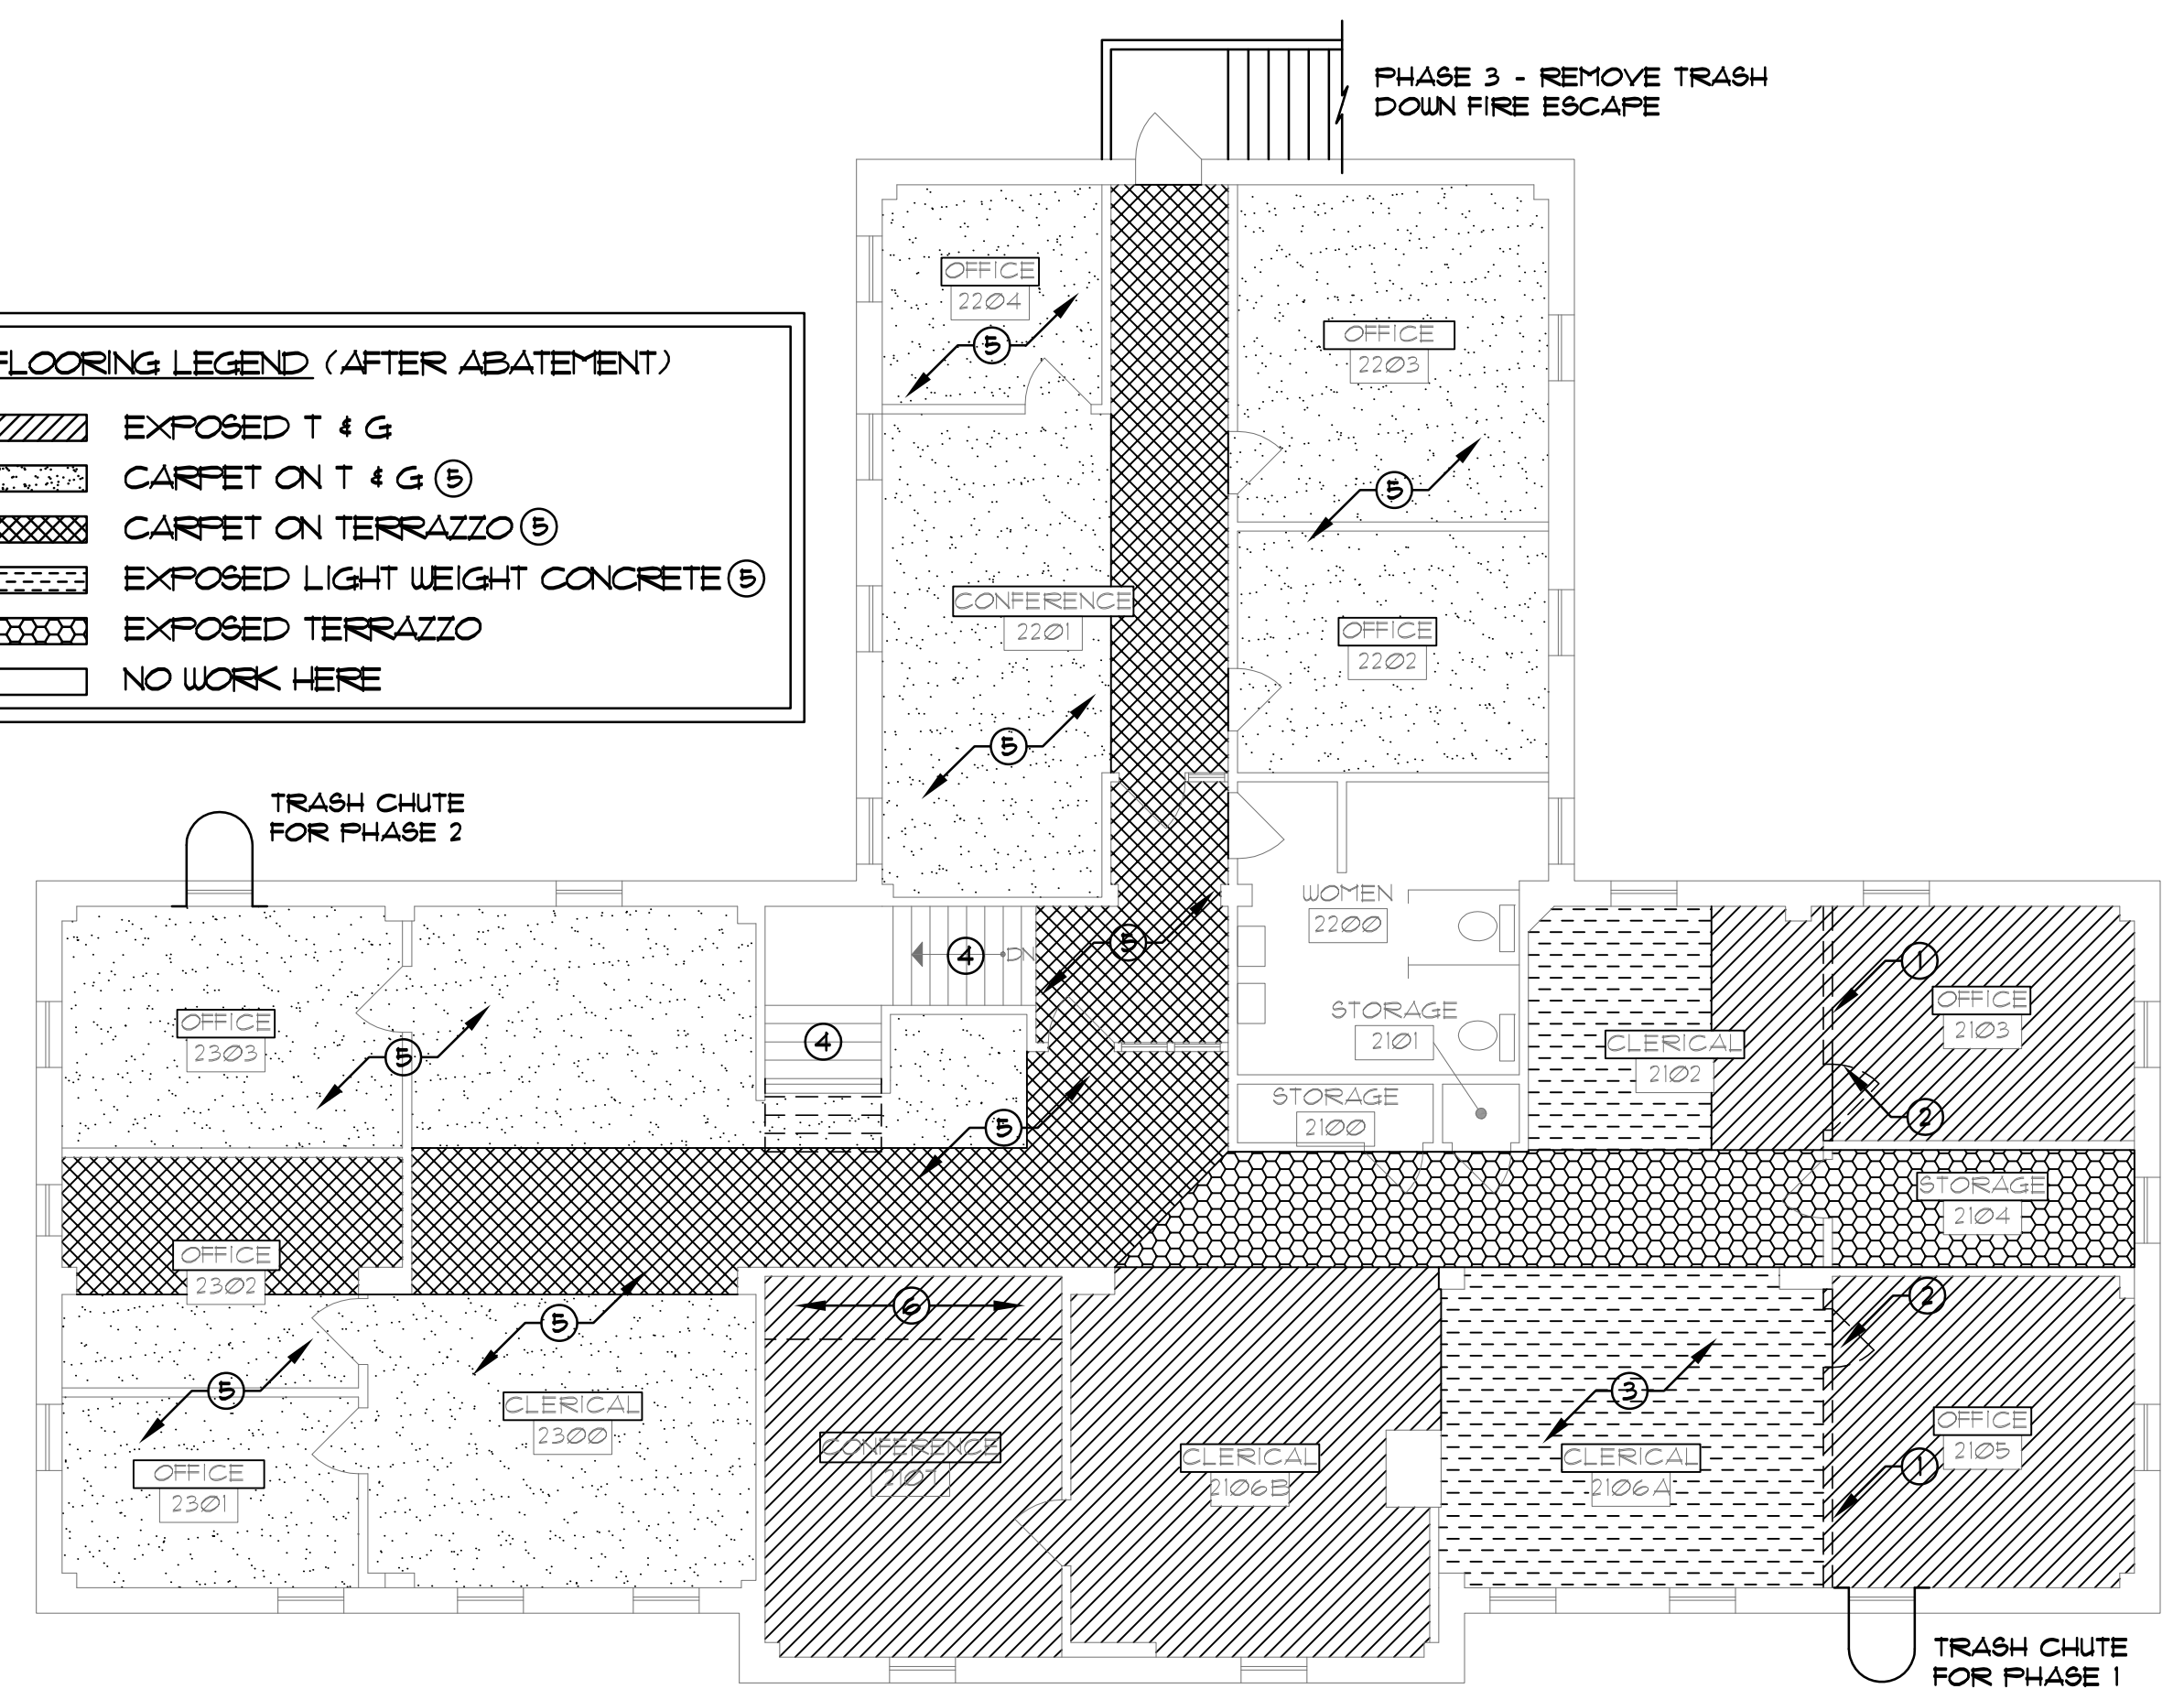 PHASE 3 - REMOVE TRASH
DOWN FIRE ESCAPE
FLOORING LEGEND (AFTER ABATEMENT)
EXPOSED T & G
CARPET ON T & G 5
CARPET ON TERRAZZO 5
EXPOSED LIGHT WEIGHT CONCRETE 5
EXPOSED TERRAZZO
NO WORK HERE
OFFICE
2204
5
OFFICE
2203
5
CONFERENCE
2201
5
OFFICE
2202
TRASH CHUTE
FOR PHASE 2
WOMEN
2200
5
4
DN
4
STORAGE
2101
STORAGE
2100
5
OFFICE
2303
5
CLERICAL
2102
1
OFFICE
2103
2
STORAGE
2104
OFFICE
2302
5
6
2
5
OFFICE
2301
CLERICAL
2300
CONFERENCE
2107
CLERICAL
2106B
3
CLERICAL
2106A
OFFICE
2105
1
TRASH CHUTE
FOR PHASE 1